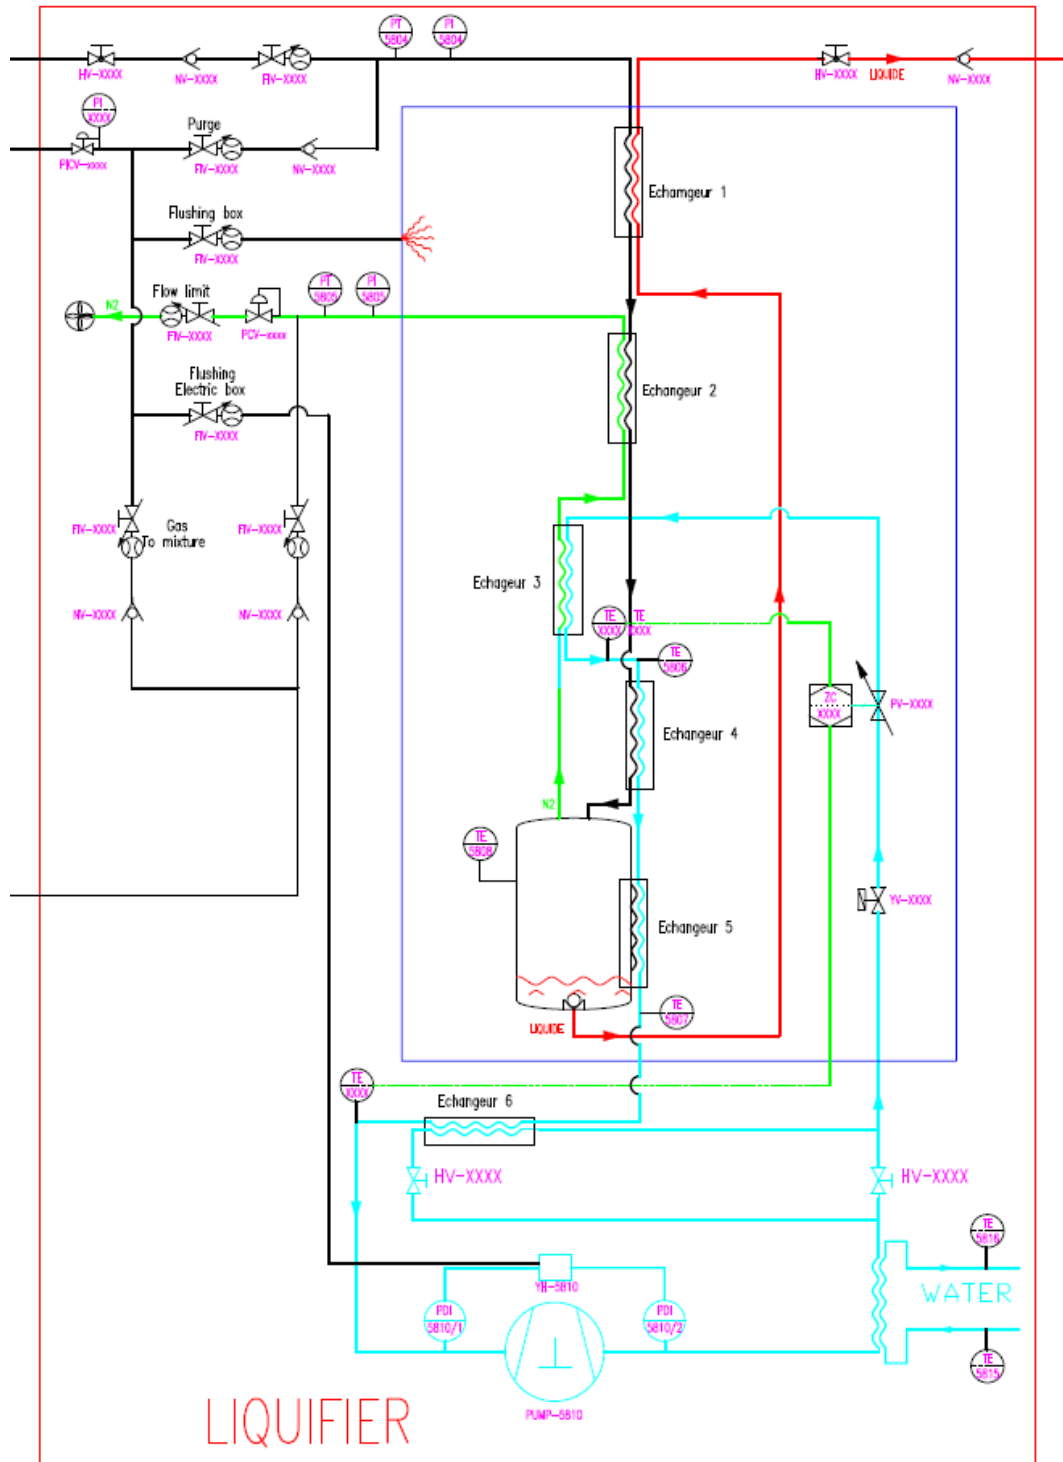 PT
5804
PI
5804
HV-XXXX
NV-XXXX
FIV-XXXX
HV-XXXX
LIQUIDE
NV-XXXX
PI
XXXX
Purge
PICV-xxxx
FIV-XXXX
NV-XXXX
Echamgeur 1
Flushing box
FIV-XXXX
PT
5805
PI
5805
Flow limit
N2
FIV-XXXX
PCV-xxxx
Flushing
Electric box
FIV-XXXX
Echangeur 2
FIV-XXXX
Gas
To mixture
FIV-XXXX
Echageur 3
NV-XXXX
NV-XXXX
TE
XXXX
TE
XXXX
TE
5806
ZC
XXXX
PV-XXXX
Echangeur 4
N2
TE
5808
YV-XXXX
Echangeur 5
LIQUIDE
TE
5807
TE
XXXX
Echangeur 6
HV-XXXX
HV-XXXX
TE
5816
WATER
YH-5810
PDI
5810/1
PDI
5810/2
TE
5815
PUMP-5810
LIQUIFIER